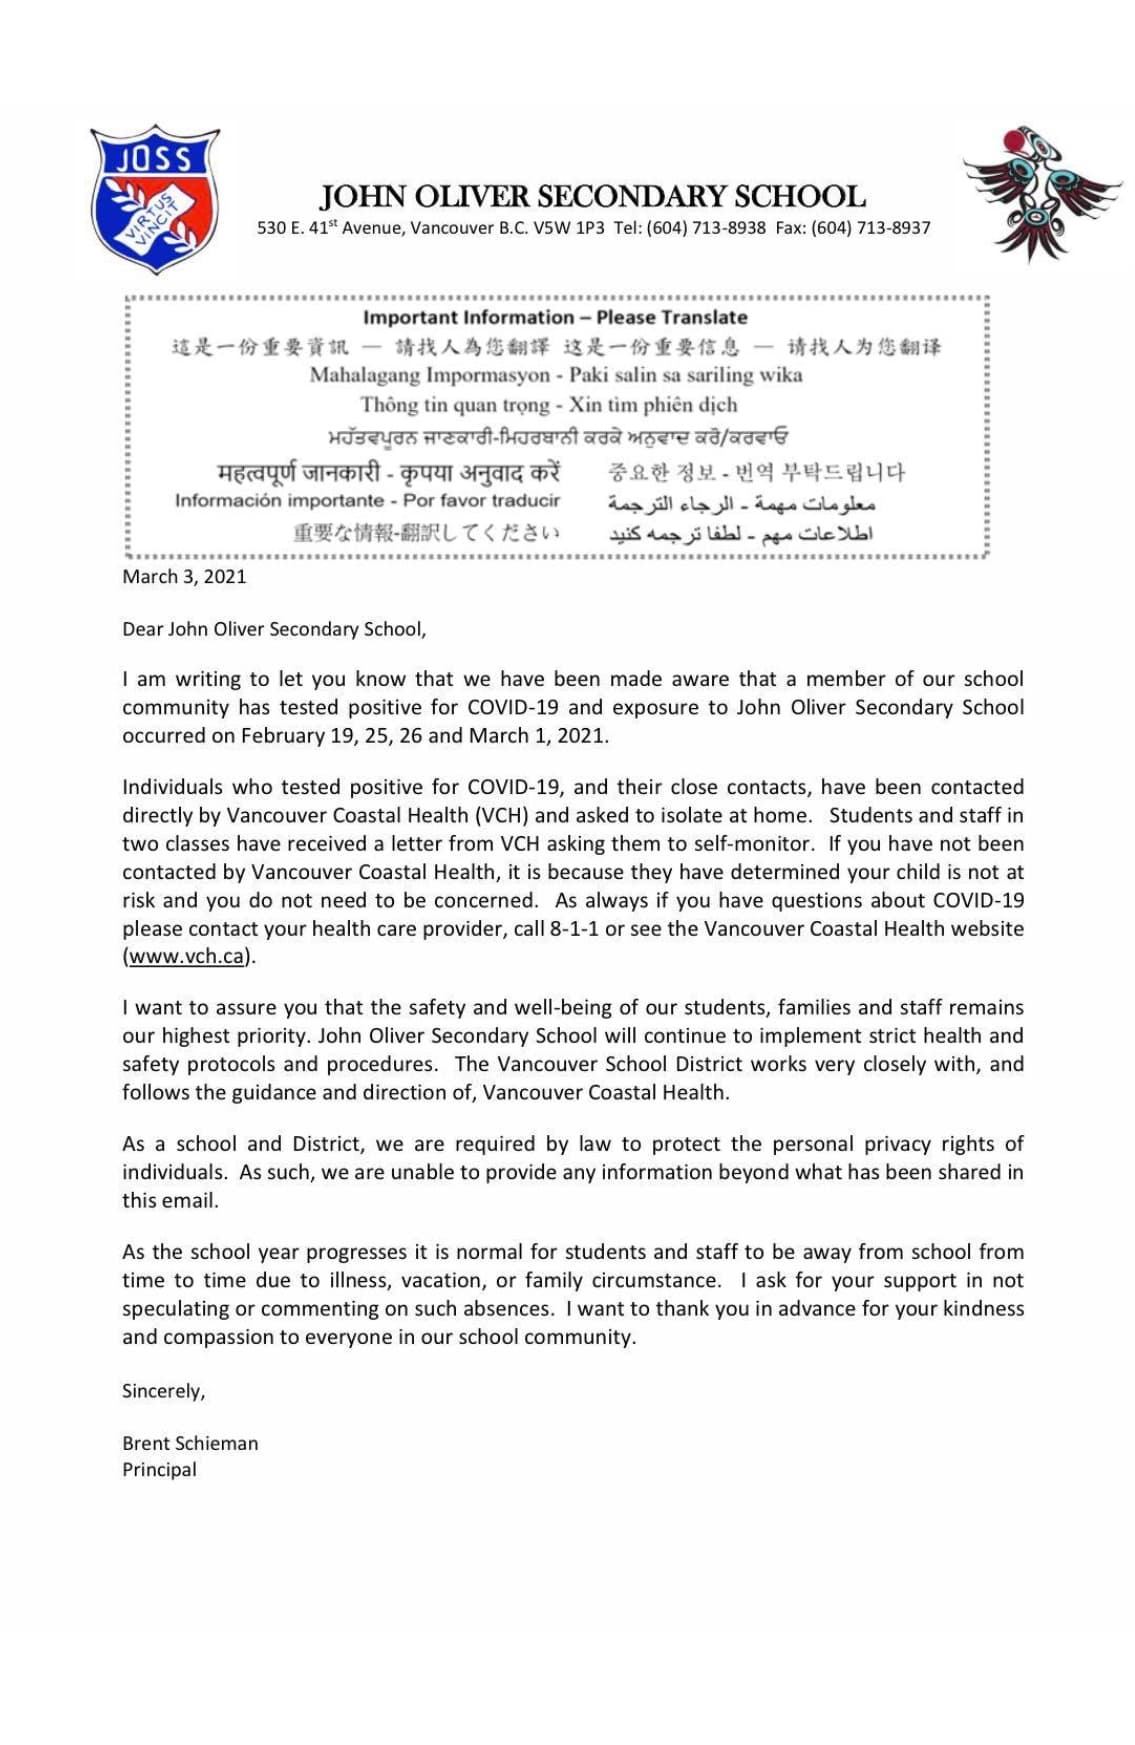 JOSS
VIRTUS
VINCIT
JOHN OLIVER SECONDARY SCHOOL
530 E. 41st Avenue, Vancouver B.C. V5W 1P3 Tel: (604) 713-8938 Fax: (604) 713-8937
Important Information – Please Translate
這是一份重要資訊 — 請找人為您翻譯 这是一份重要信息 — 请找人为您翻译
Mahalagang Impormasyon - Paki salin sa sariling wika
Thông tin quan trọng - Xin tìm phiên dịch
ਮਹੱਤਵਪੂਰਨ ਜਾਣਕਾਰੀ-ਮਿਹਰਬਾਨੀ ਕਰਕੇ ਅਨੁਵਾਦ ਕਰੋ/ਕਰਵਾਓ
महत्वपूर्ण जानकारी - कृपया अनुवाद करें 중요한 정보 - 번역 부탁드립니다
Información importante - Por favor traducir معلومات مهمة - الرجاء الترجمة
重要な情報-翻訳してください اطلاعات مهم - لطفا ترجمه کنید
March 3, 2021
Dear John Oliver Secondary School,
I am writing to let you know that we have been made aware that a member of our school
community has tested positive for COVID-19 and exposure to John Oliver Secondary School
occurred on February 19, 25, 26 and March 1, 2021.
Individuals who tested positive for COVID-19, and their close contacts, have been contacted
directly by Vancouver Coastal Health (VCH) and asked to isolate at home. Students and staff in
two classes have received a letter from VCH asking them to self-monitor. If you have not been
contacted by Vancouver Coastal Health, it is because they have determined your child is not at
risk and you do not need to be concerned. As always if you have questions about COVID-19
please contact your health care provider, call 8-1-1 or see the Vancouver Coastal Health website
(www.vch.ca).
I want to assure you that the safety and well-being of our students, families and staff remains
our highest priority. John Oliver Secondary School will continue to implement strict health and
safety protocols and procedures. The Vancouver School District works very closely with, and
follows the guidance and direction of, Vancouver Coastal Health.
As a school and District, we are required by law to protect the personal privacy rights of
individuals. As such, we are unable to provide any information beyond what has been shared in
this email.
As the school year progresses it is normal for students and staff to be away from school from
time to time due to illness, vacation, or family circumstance. I ask for your support in not
speculating or commenting on such absences. I want to thank you in advance for your kindness
and compassion to everyone in our school community.
Sincerely,
Brent Schieman
Principal